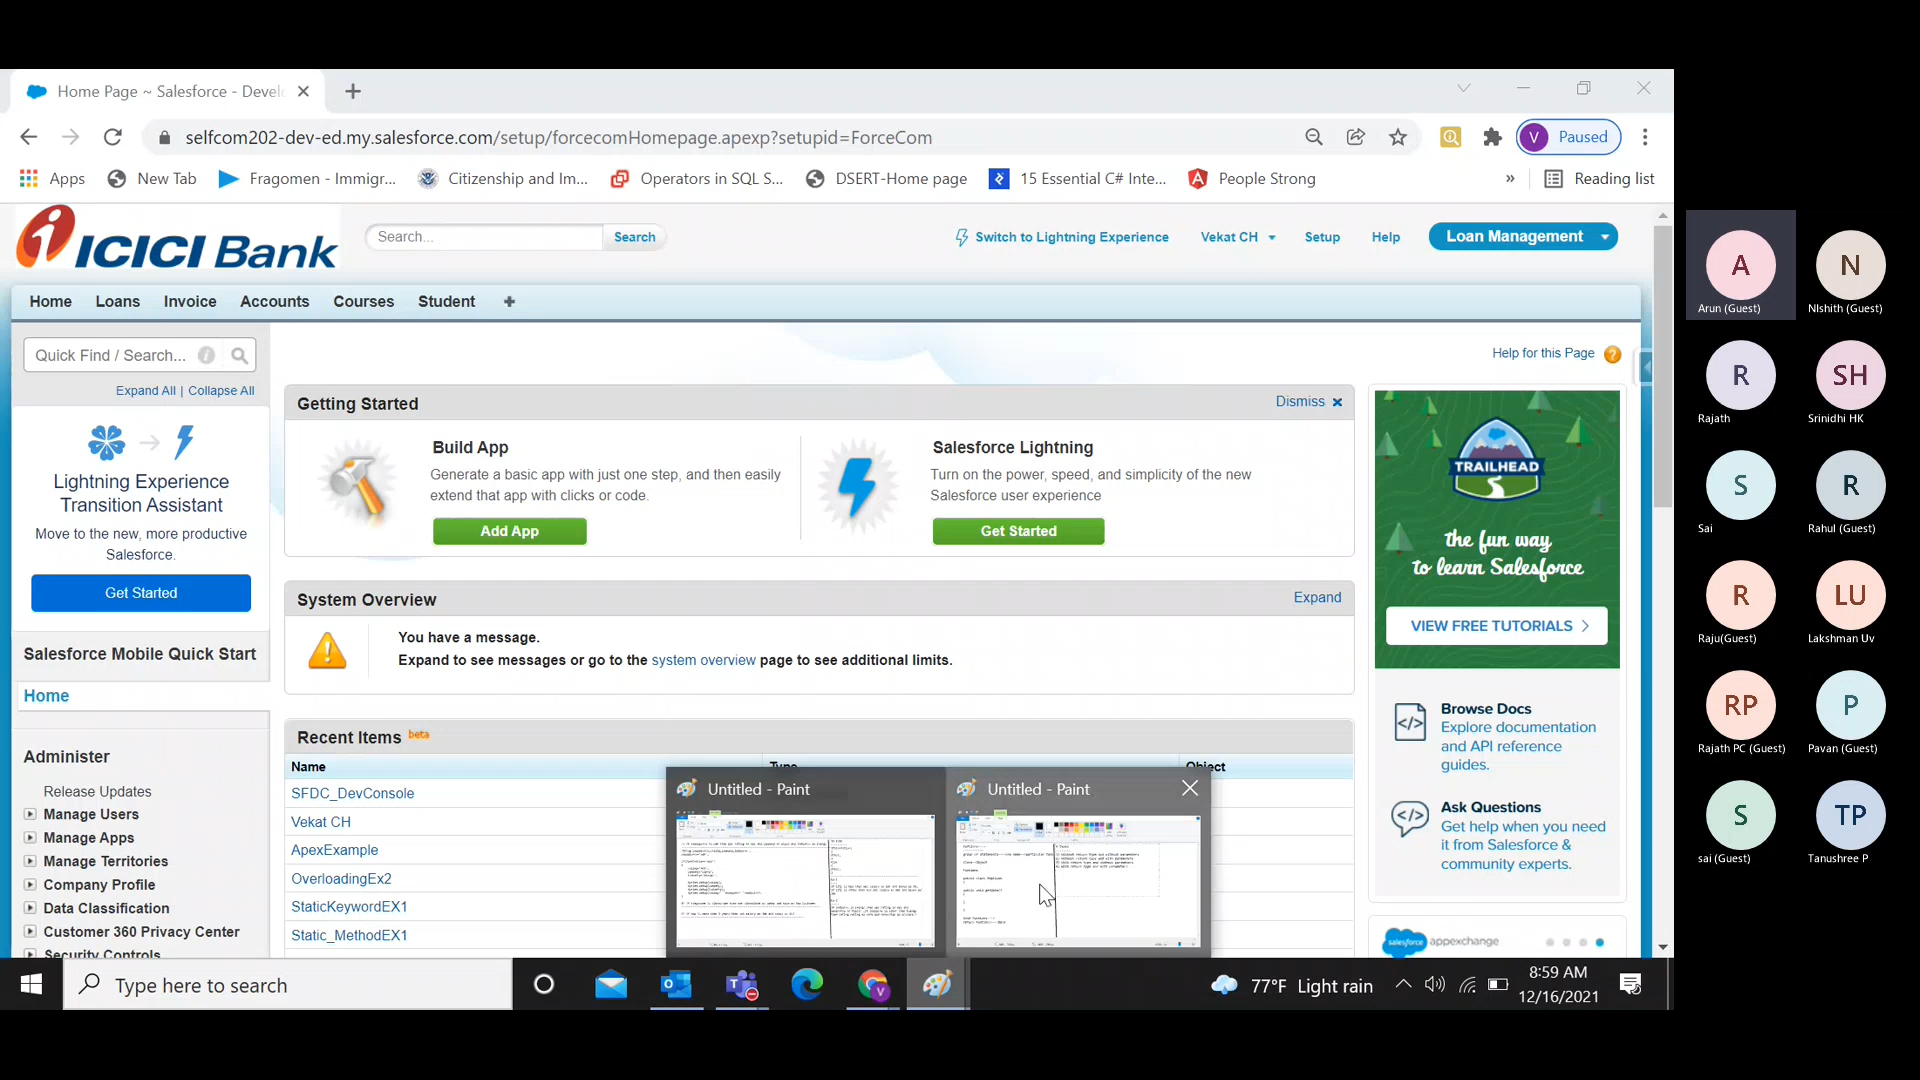 Home Page ~ Salesforce - Devel
selfcom202-dev-ed.my.salesforce.com/setup/forcecomHomepage.apexp?setupid=ForceCom
V Paused
Apps
New Tab
Fragomen - Immigr...
Citizenship and Im...
Operators in SQL S...
DSERT-Home page
15 Essential C# Inte...
People Strong
»
Reading list
ICICI Bank
Search...
Search
Switch to Lightning Experience
Vekat CH
Setup
Help
Loan Management
Home
Loans
Invoice
Accounts
Courses
Student
Quick Find / Search...
Expand All | Collapse All
Lightning Experience
Transition Assistant
Move to the new, more productive
Salesforce.
Get Started
Salesforce Mobile Quick Start
Home
Administer
Release Updates
Manage Users
Manage Apps
Manage Territories
Company Profile
Data Classification
Customer 360 Privacy Center
Security Controls
Help for this Page
Getting Started
Dismiss
Build App
Generate a basic app with just one step, and then easily
extend that app with clicks or code.
Add App
Salesforce Lightning
Turn on the power, speed, and simplicity of the new
Salesforce user experience
Get Started
System Overview
Expand
You have a message.
Expand to see messages or go to the system overview page to see additional limits.
Recent Items beta
Name
Type
Object
SFDC_DevConsole
Vekat CH
ApexExample
OverloadingEx2
StaticKeywordEX1
Static_MethodEX1
TRAILHEAD
the fun way
to learn Salesforce
VIEW FREE TUTORIALS
Browse Docs
Explore documentation
and API reference
guides.
Ask Questions
Get help when you need
it from Salesforce &
community experts.
salesforce appexchange
Untitled - Paint
Untitled - Paint
Type here to search
77°F Light rain
8:59 AM
12/16/2021
A
Arun (Guest)
N
NIshith (Guest)
R
Rajath
SH
Srinidhi HK
S
Sai
R
Rahul (Guest)
R
Raju(Guest)
LU
Lakshman Uv
RP
Rajath PC (Guest)
P
Pavan (Guest)
S
sai (Guest)
TP
Tanushree P